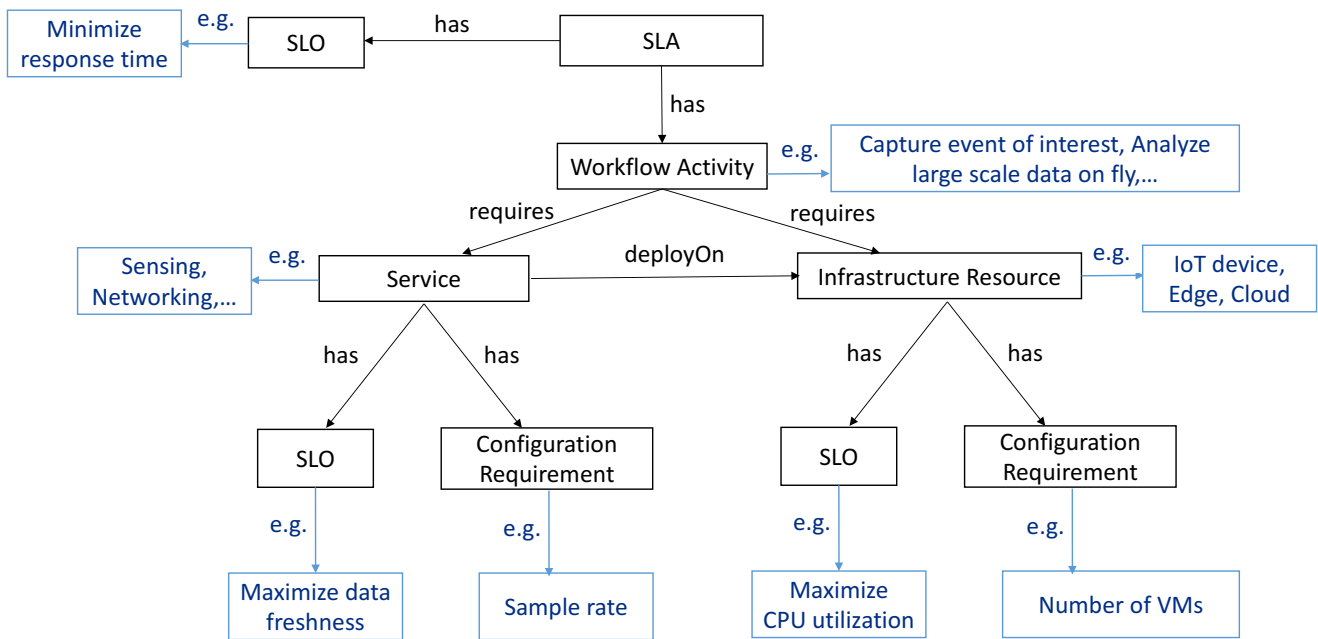 Minimize
response time
e.g.
SLO
has
SLA
has
Workflow Activity
e.g.
Capture event of interest, Analyze
large scale data on fly,...
requires
requires
Sensing,
Networking,...
e.g.
Service
deployOn
Infrastructure Resource
e.g.
IoT device,
Edge, Cloud
has
has
has
has
SLO
Configuration
Requirement
SLO
Configuration
Requirement
e.g.
e.g.
e.g.
e.g.
Maximize data
freshness
Sample rate
Maximize
CPU utilization
Number of VMs